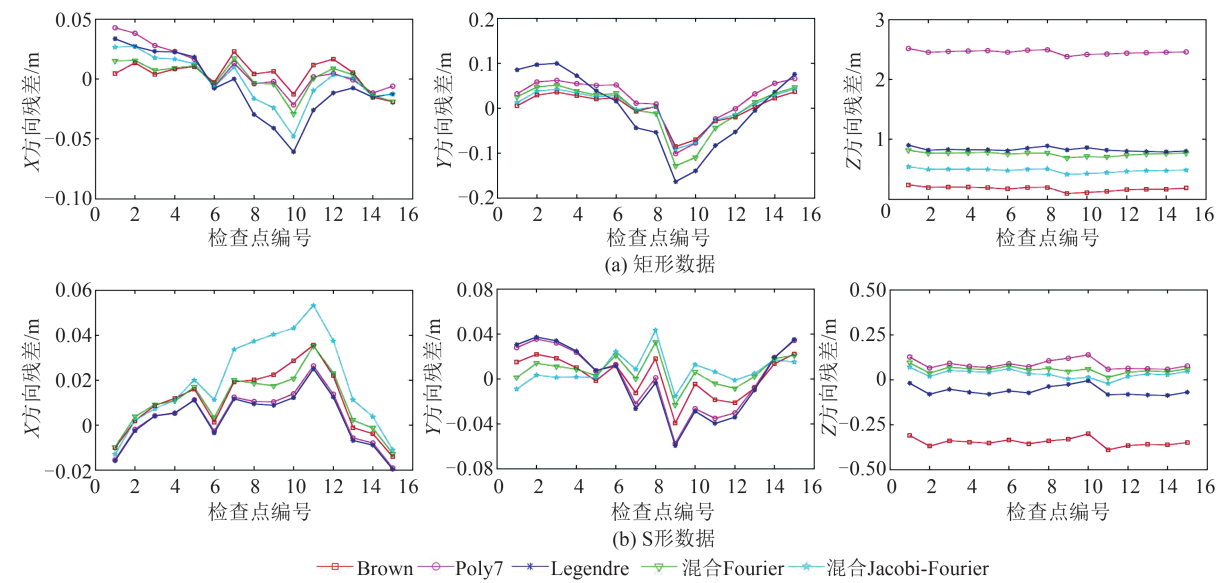 0.05
0
−0.05
−0.10
X方向残差/m
0 2 4 6 8 10 12 14 16
检查点编号
0.2
0.1
0
−0.1
−0.2
Y方向残差/m
0 2 4 6 8 10 12 14 16
检查点编号
3
2
1
0
Z方向残差/m
2 4 6 8 10 12 14 16
检查点编号
(a) 矩形数据
0.06
0.04
0.02
0
−0.02
X方向残差/m
0 2 4 6 8 10 12 14 16
检查点编号
0.08
0.04
0
−0.04
−0.08
Y方向残差/m
0 2 4 6 8 10 12 14 16
检查点编号
0.50
0.25
0
−0.25
−0.50
Z方向残差/m
0 2 4 6 8 10 12 14 16
检查点编号
(b) S形数据
Brown Poly7 Legendre 混合Fourier 混合Jacobi-Fourier